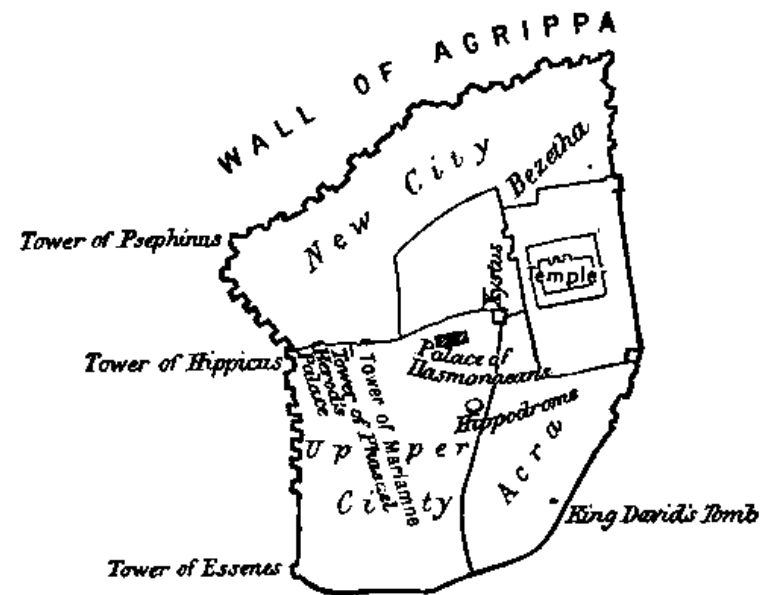 WALL OF AGRIPPA
New City
Bezetha
Tower of Psephinus
Xystus
Temple
Tower of Hippicus
Herod's
Palace
Tower of Phasael
Tower of Mariamne
Palace of
Hasmonaeans
Hippodrome
Upper
City
Acra
King David's Tomb
Tower of Essenes